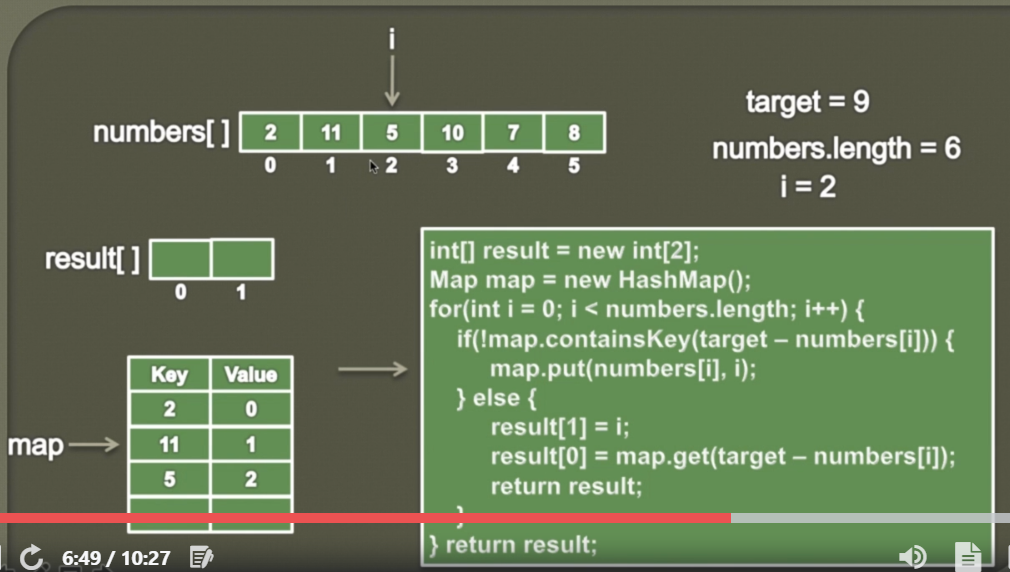 i
target = 9
numbers[ ] 2 11 5 10 7 8
0 1 2 3 4 5
numbers.length = 6
i = 2
result[ ]
0 1
int[] result = new int[2];
Map map = new HashMap();
for(int i = 0; i < numbers.length; i++) {
if(!map.containsKey(target – numbers[i])) {
map.put(numbers[i], i);
} else {
result[1] = i;
result[0] = map.get(target – numbers[i]);
return result;
}
} return result;
Key Value
2 0
map 11 1
5 2
6:49 / 10:27